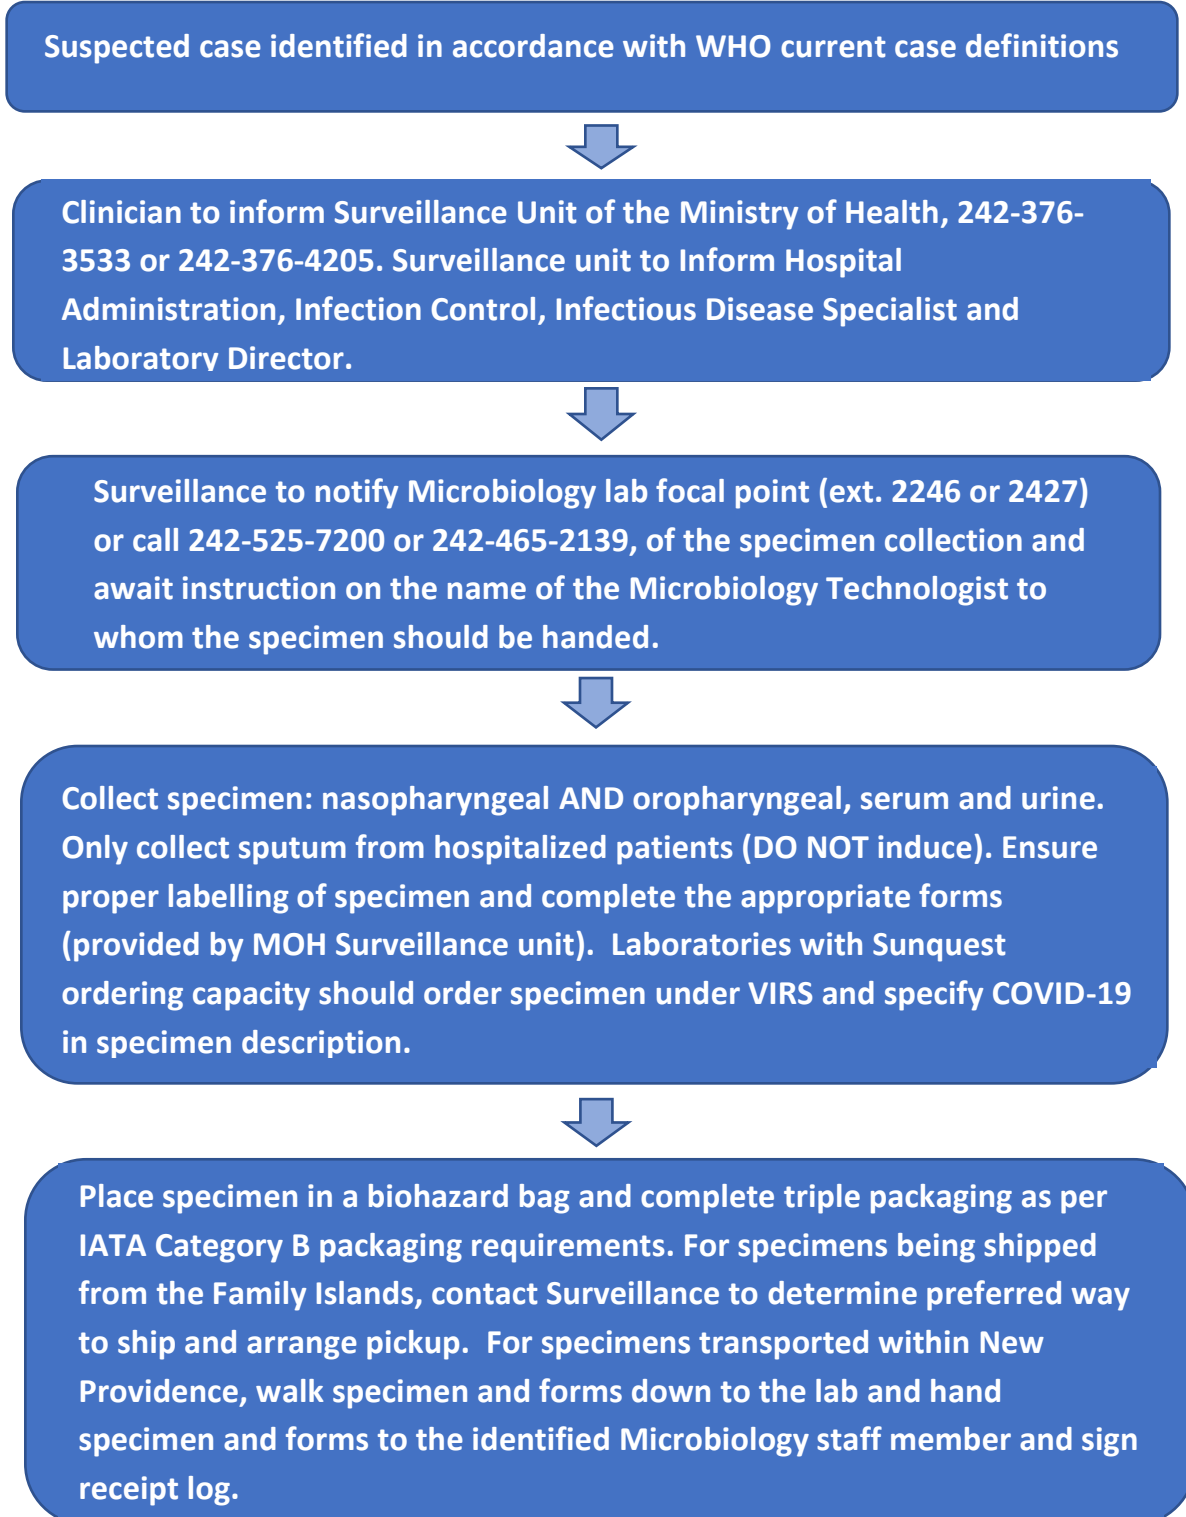 Suspected case identified in accordance with WHO current case definitions
Clinician to inform Surveillance Unit of the Ministry of Health, 242-376-
3533 or 242-376-4205. Surveillance unit to Inform Hospital
Administration, Infection Control, Infectious Disease Specialist and
Laboratory Director.
Surveillance to notify Microbiology lab focal point (ext. 2246 or 2427)
or call 242-525-7200 or 242-465-2139, of the specimen collection and
await instruction on the name of the Microbiology Technologist to
whom the specimen should be handed.
Collect specimen: nasopharyngeal AND oropharyngeal, serum and urine.
Only collect sputum from hospitalized patients (DO NOT induce). Ensure
proper labelling of specimen and complete the appropriate forms
(provided by MOH Surveillance unit).  Laboratories with Sunquest
ordering capacity should order specimen under VIRS and specify COVID-19
in specimen description.
Place specimen in a biohazard bag and complete triple packaging as per
IATA Category B packaging requirements. For specimens being shipped
from the Family Islands, contact Surveillance to determine preferred way
to ship and arrange pickup.  For specimens transported within New
Providence, walk specimen and forms down to the lab and hand
specimen and forms to the identified Microbiology staff member and sign
receipt log.